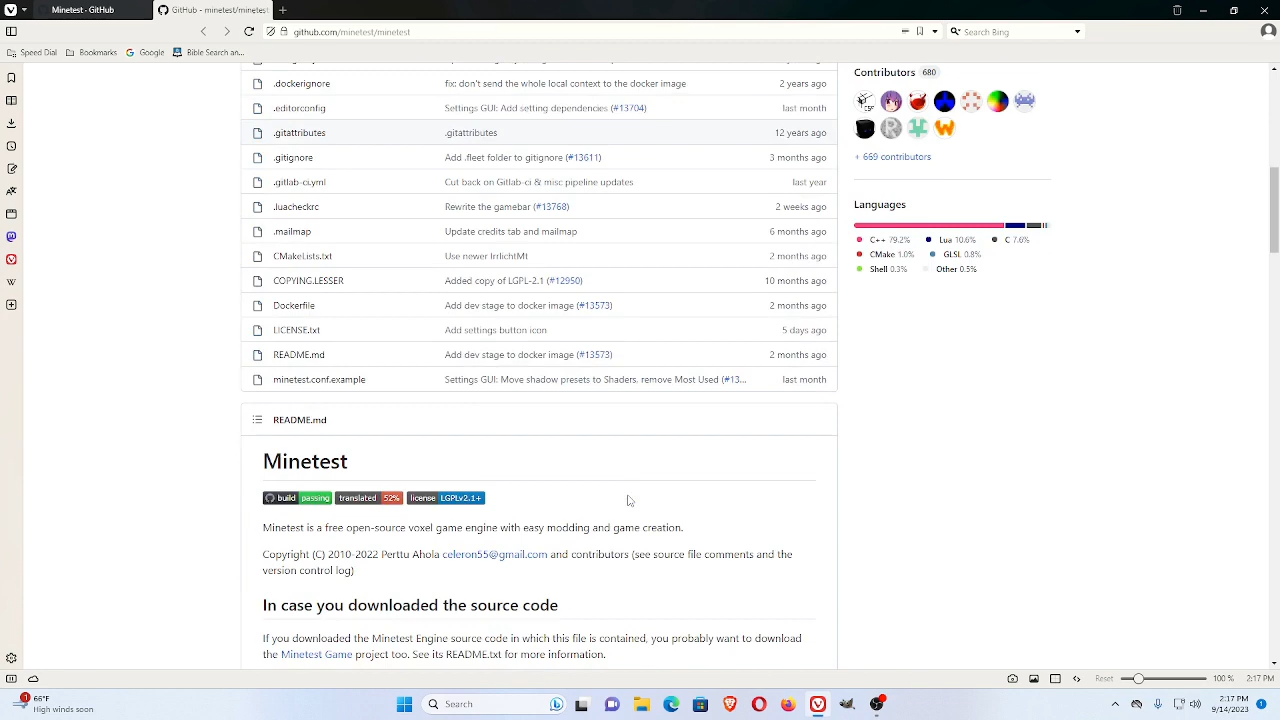 Minetest - GitHub
GitHub - minetest/minetest
github.com/minetest/minetest
Search Bing
Speed Dial
Bookmarks
Google
Bible Search an...
.dockerignore fix: don't send the whole local context to the docker image 2 years ago
.editorconfig Settings GUI: Add setting dependencies (#13704) last month
.gitattributes .gitattributes 12 years ago
.gitignore Add .fleet folder to gitignore (#13611) 3 months ago
.gitlab-ci.yml Cut back on Gitlab-ci & misc pipeline updates last year
.luacheckrc Rewrite the gamebar (#13768) 2 weeks ago
.mailmap Update credits tab and mailmap 6 months ago
CMakeLists.txt Use newer IrrlichtMt 2 months ago
COPYING.LESSER Added copy of LGPL-2.1 (#12950) 10 months ago
Dockerfile Add dev stage to docker image (#13573) 2 months ago
LICENSE.txt Add settings button icon 5 days ago
README.md Add dev stage to docker image (#13573) 2 months ago
minetest.conf.example Settings GUI: Move shadow presets to Shaders, remove Most Used (#13... last month
README.md
Minetest
build passing translated 52% license LGPLv2.1+
Minetest is a free open-source voxel game engine with easy modding and game creation.
Copyright (C) 2010-2022 Perttu Ahola celeron55@gmail.com and contributors (see source file comments and the
version control log)
In case you downloaded the source code
If you downloaded the Minetest Engine source code in which this file is contained, you probably want to download
the Minetest Game project too. See its README.txt for more information.
Contributors 680
+ 669 contributors
Languages
C++ 79.2% Lua 10.6% C 7.6%
CMake 1.0% GLSL 0.8%
Shell 0.3% Other 0.5%
Reset 100 % 2:17 PM
1
66°F
High winds soon
Search
2:17 PM
9/14/2023
1